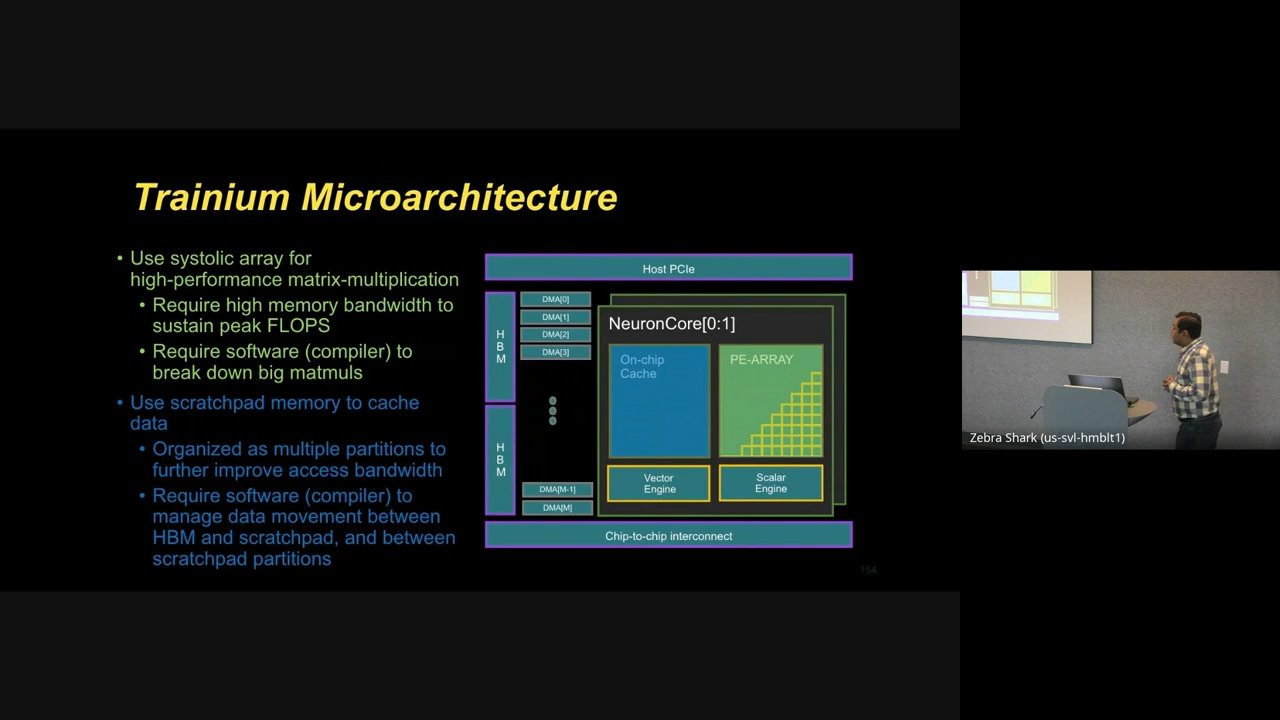 Trainium Microarchitecture
• Use systolic array for
high-performance matrix-multiplication
• Require high memory bandwidth to
sustain peak FLOPS
• Require software (compiler) to
break down big matmuls
• Use scratchpad memory to cache
data
• Organized as multiple partitions to
further improve access bandwidth
• Require software (compiler) to
manage data movement between
HBM and scratchpad, and between
scratchpad partitions
Host PCIe
H
B
M
H
B
M
DMA[0]
DMA[1]
DMA[2]
DMA[3]
DMA[M-1]
DMA[M]
NeuronCore[0:1]
On-chip
Cache
PE-ARRAY
Vector
Engine
Scalar
Engine
Chip-to-chip interconnect
154
Zebra Shark (us-svl-hmblt1)